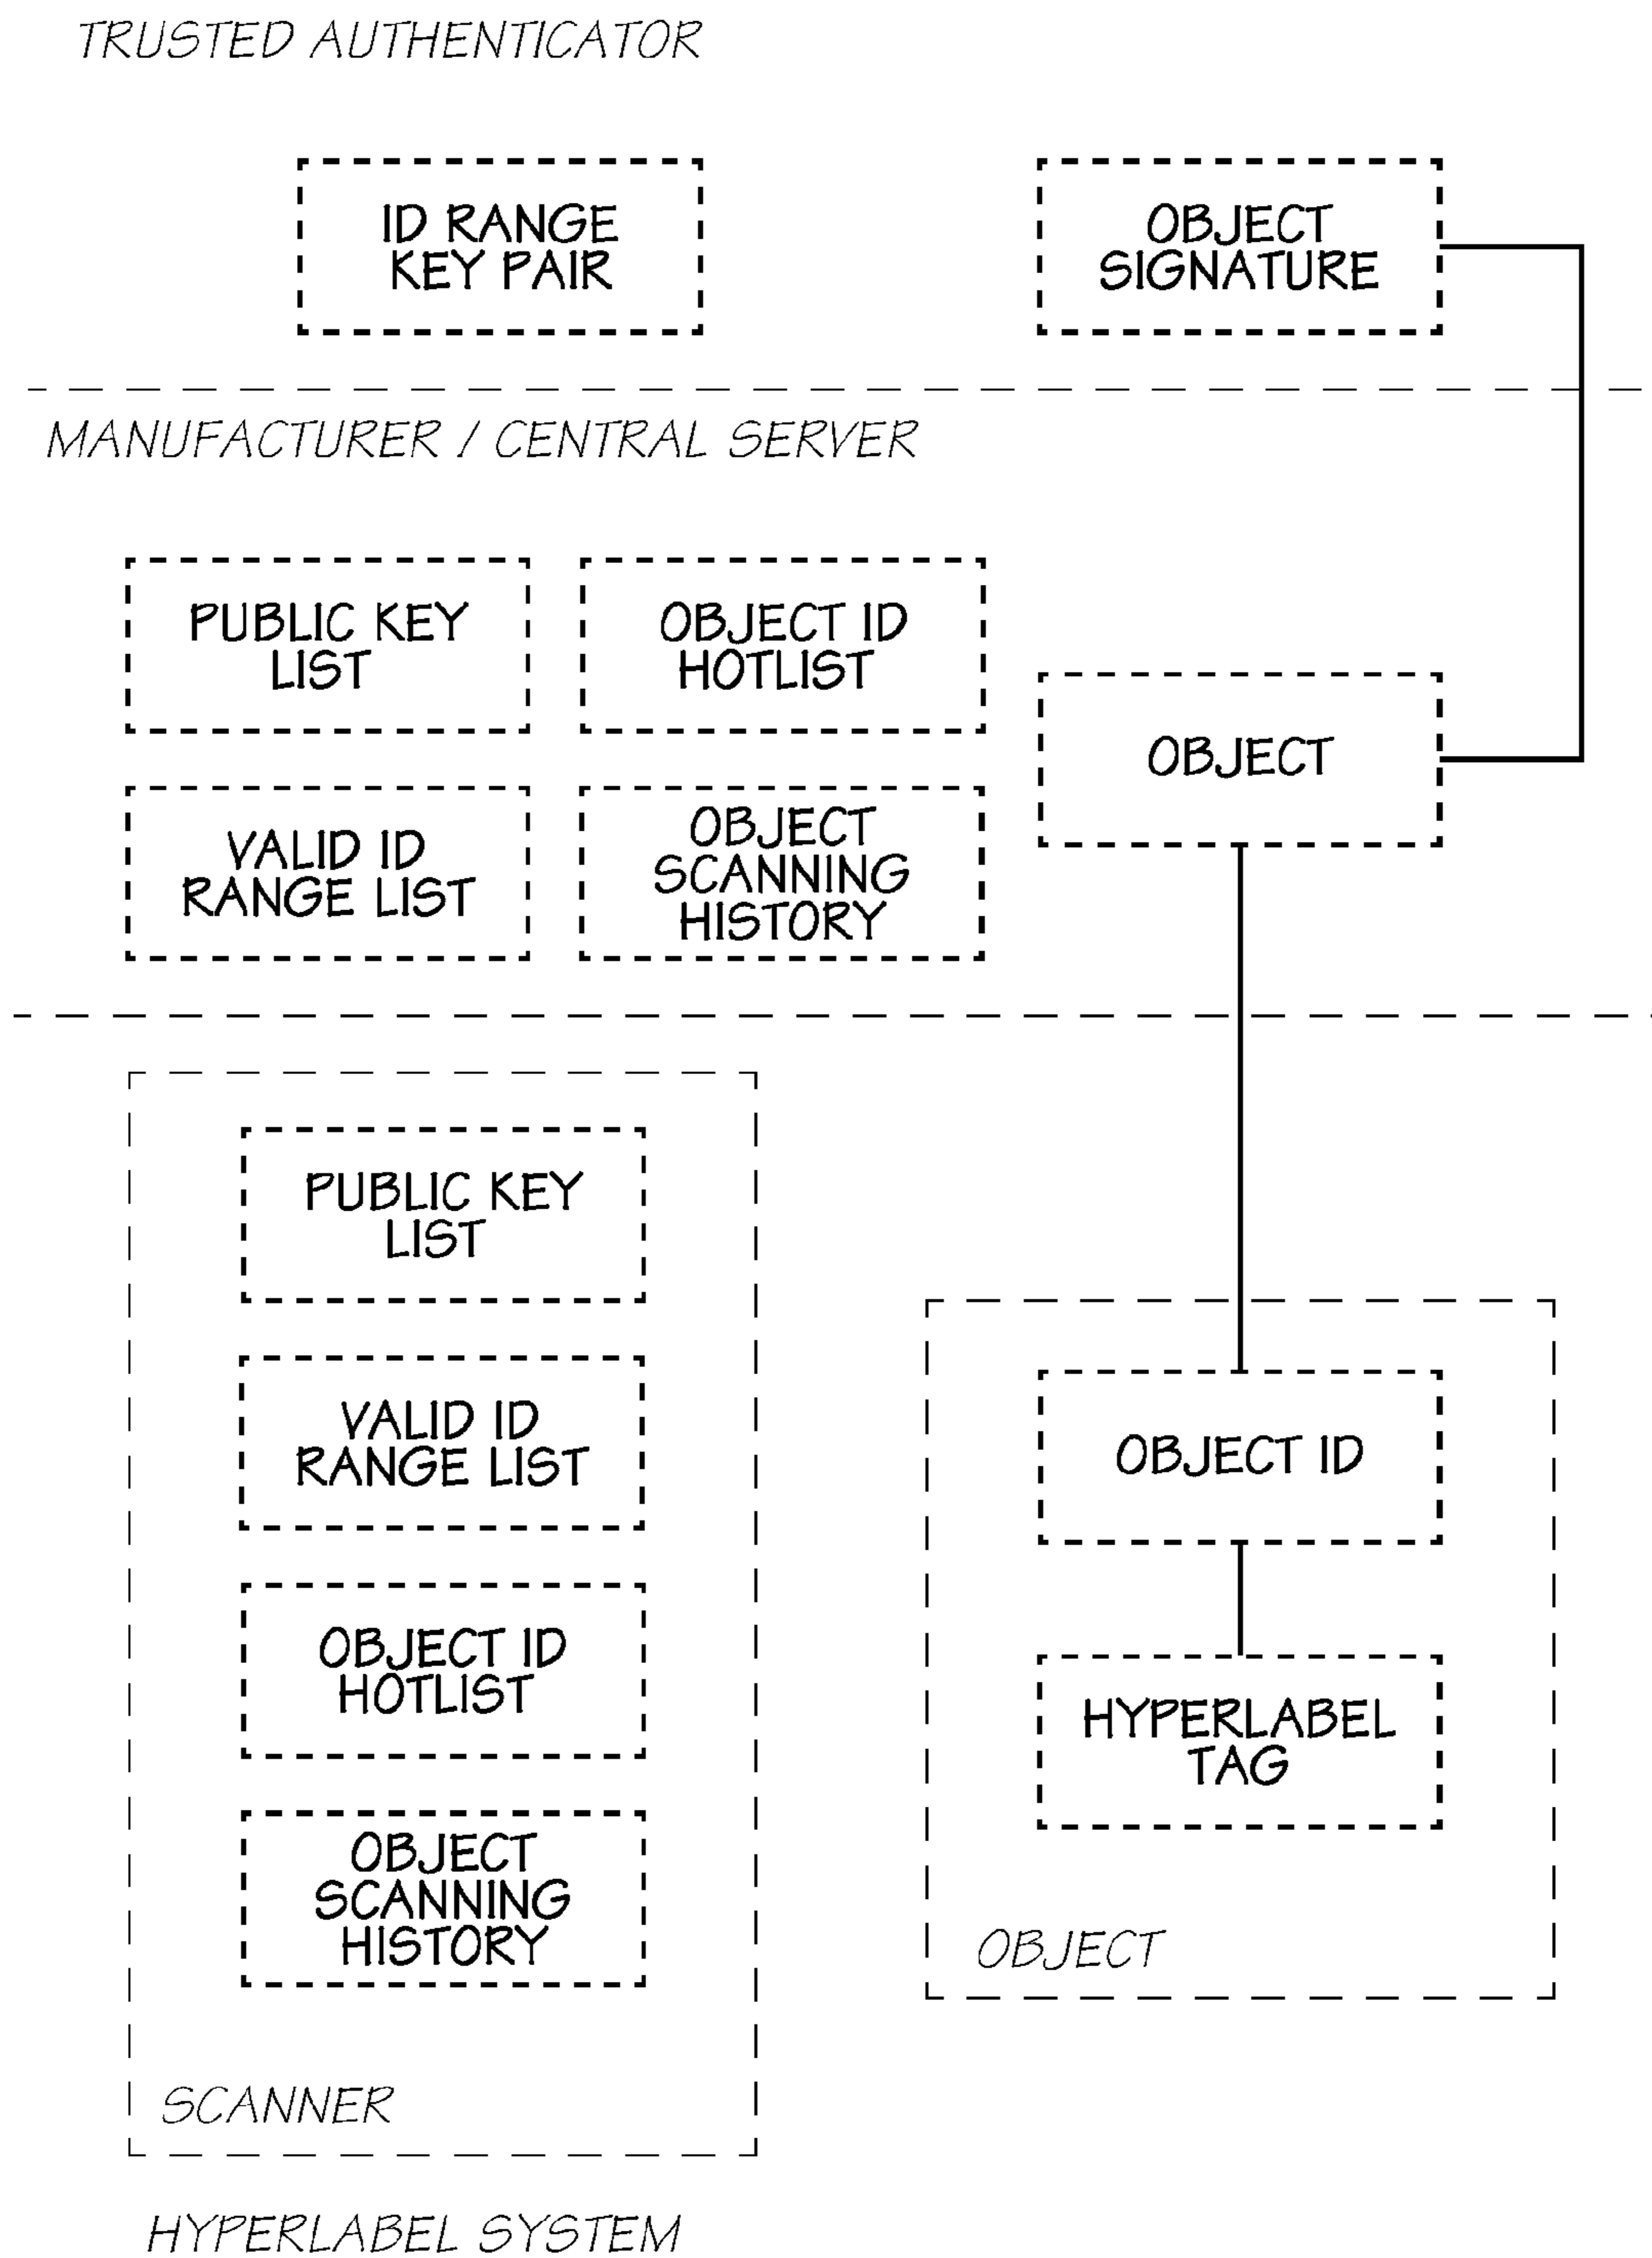 TRUSTED AUTHENTICATOR
ID RANGE
KEY PAIR
OBJECT
SIGNATURE
MANUFACTURER / CENTRAL SERVER
PUBLIC KEY
LIST
OBJECT ID
HOTLIST
OBJECT
VALID ID
RANGE LIST
OBJECT
SCANNING
HISTORY
PUBLIC KEY
LIST
VALID ID
RANGE LIST
OBJECT ID
HOTLIST
OBJECT
SCANNING
HISTORY
SCANNER
OBJECT ID
HYPERLABEL
TAG
OBJECT
HYPERLABEL SYSTEM